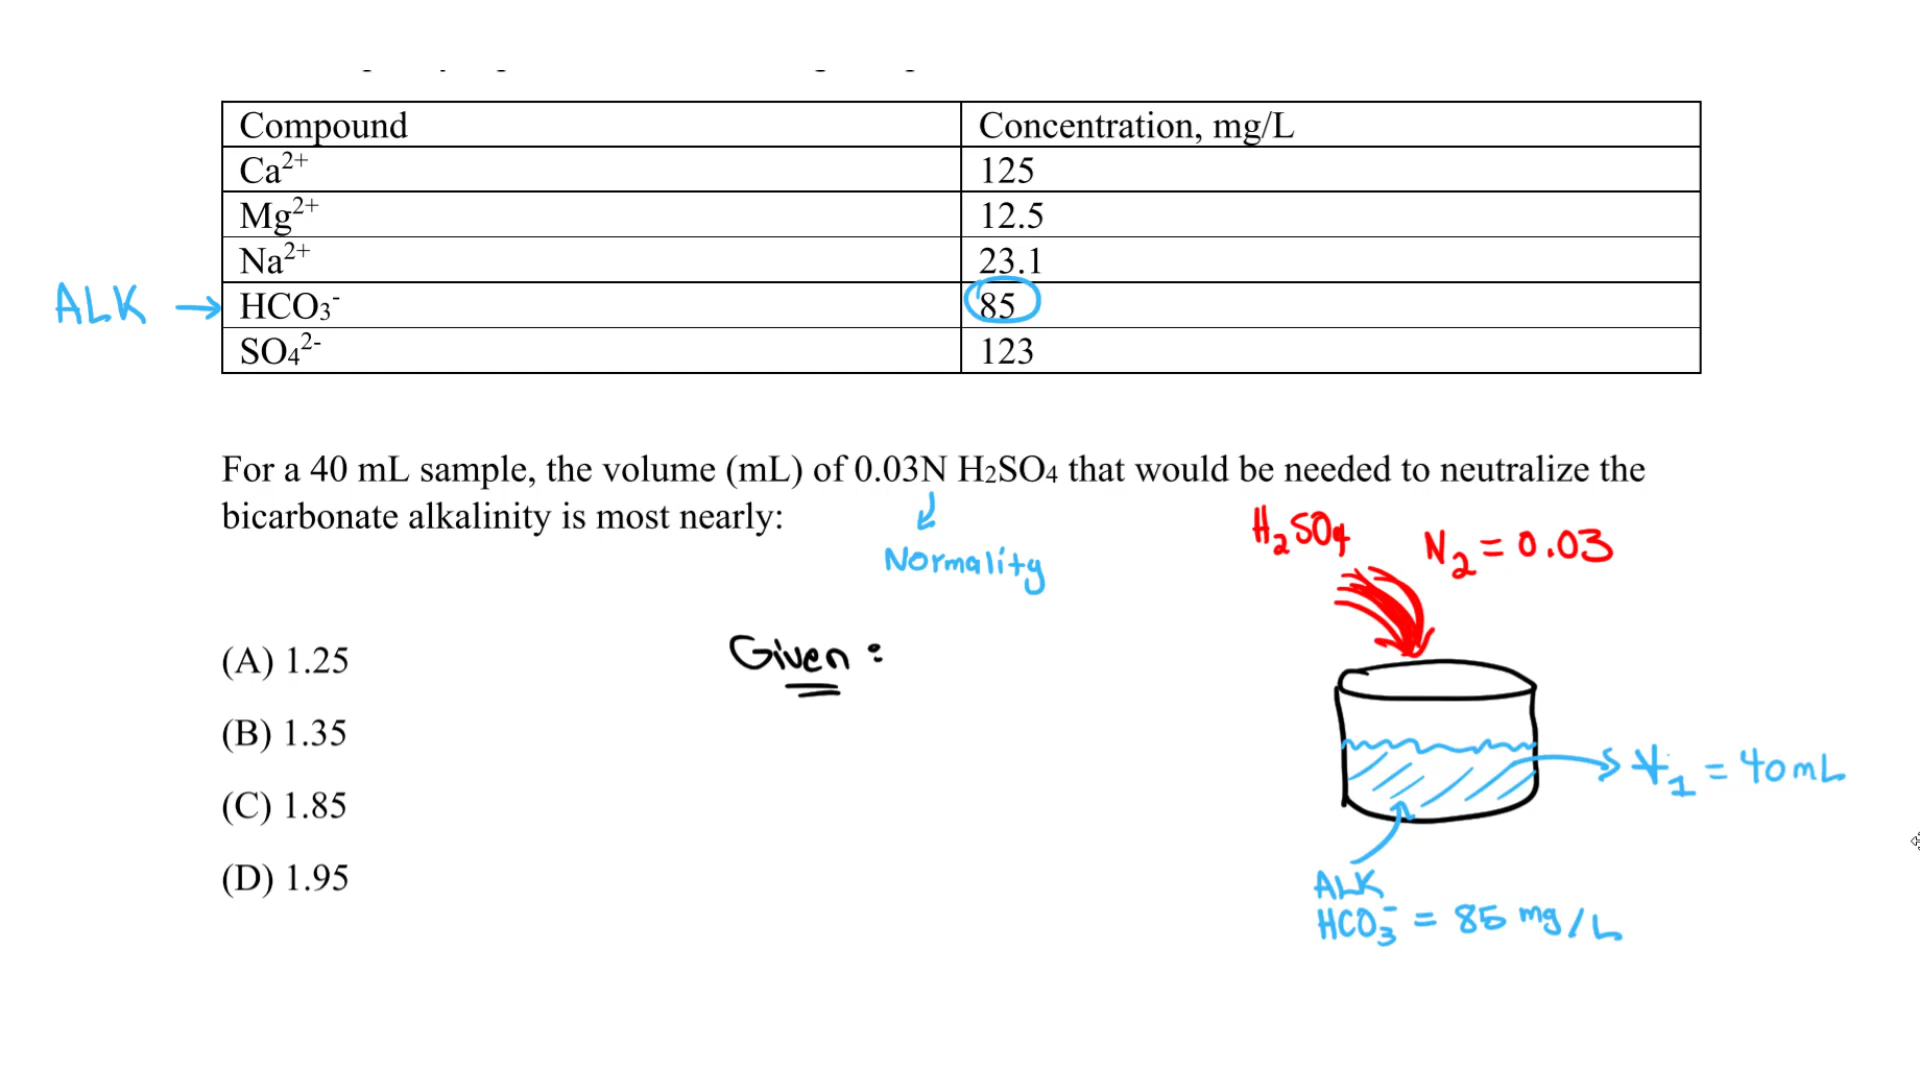 Compound Concentration, mg/L
Ca²⁺ 125
Mg²⁺ 12.5
Na²⁺ 23.1
ALK → HCO₃⁻ 85
SO₄²⁻ 123
For a 40 mL sample, the volume (mL) of 0.03N H₂SO₄ that would be needed to neutralize the
bicarbonate alkalinity is most nearly:
Normality
H₂SO₄ N₂ = 0.03
Given :
(A) 1.25
(B) 1.35
(C) 1.85
(D) 1.95
V₁ = 40 mL
ALK
HCO₃⁻ = 85 mg/L